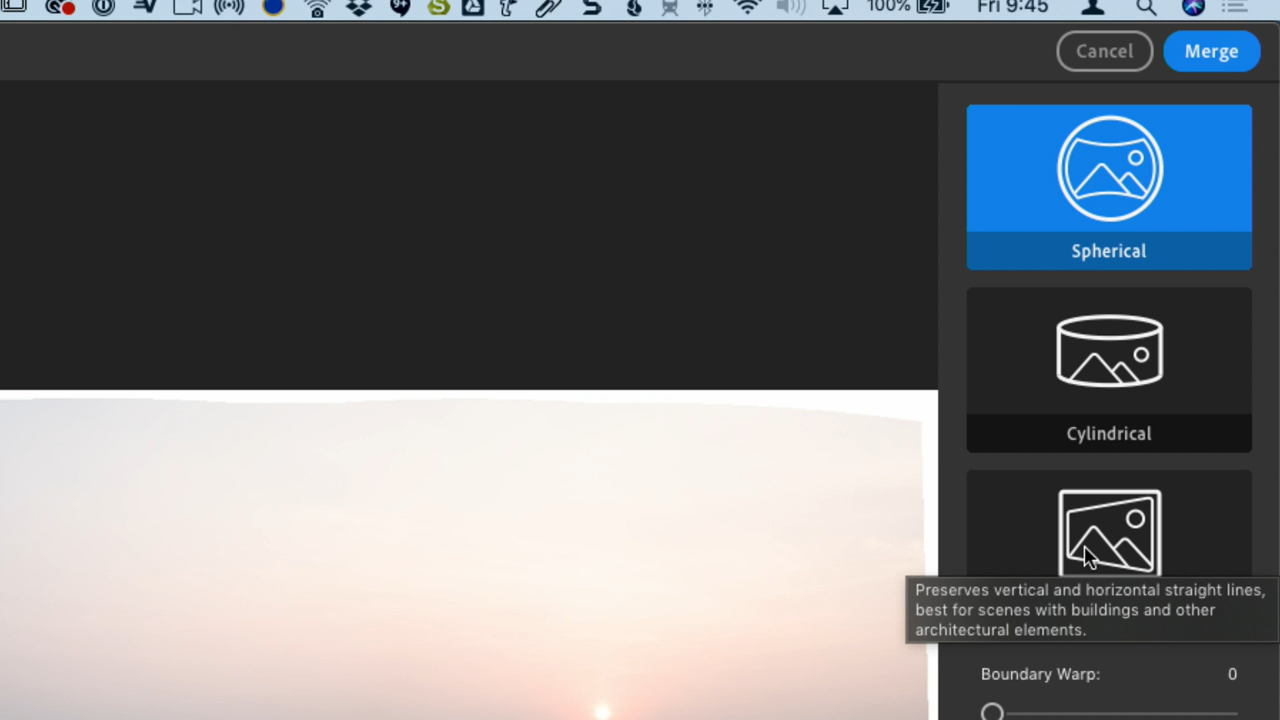 100%
Fri 9:45
Cancel
Merge
Spherical
Cylindrical
Preserves vertical and horizontal straight lines,
best for scenes with buildings and other
architectural elements.
Boundary Warp: 0